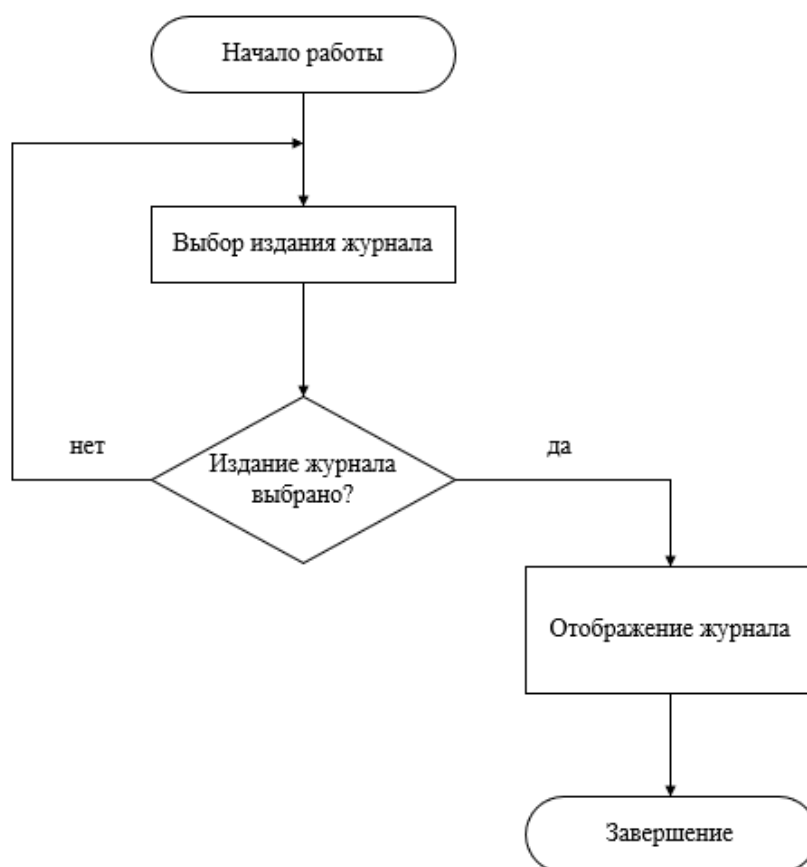 Начало работы
Выбор издания журнала
нет
Издание журнала
выбрано?
да
Отображение журнала
Завершение